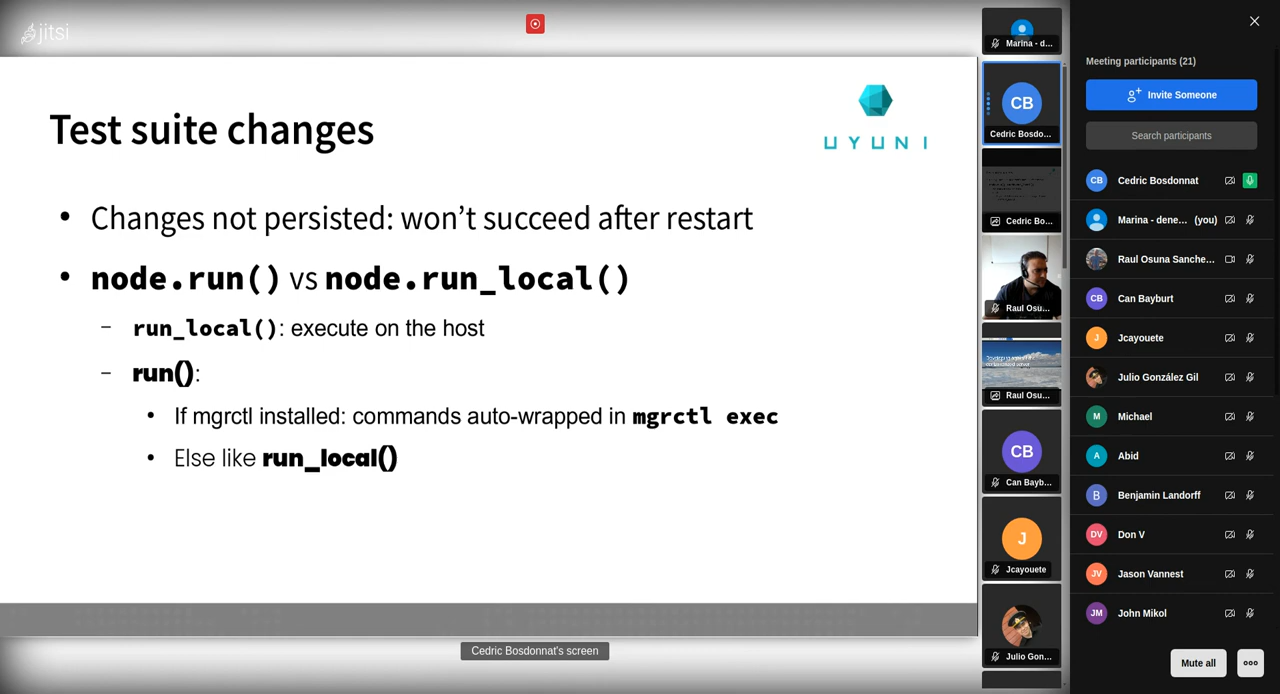 jitsi
Test suite changes
UYUNI
• Changes not persisted: won’t succeed after restart
• node.run() vs node.run_local()
– run_local(): execute on the host
– run():
• If mgrctl installed: commands auto-wrapped in mgrctl exec
• Else like run_local()
Cedric Bosdonnat's screen
Marina - d...
CB
Cedric Bosdo...
Cedric Bo...
Raul Osu...
Raul Osu...
CB
Can Bayb...
J
Jcayouete
Julio Gon...
Meeting participants (21)
Invite Someone
Search participants
CB Cedric Bosdonnat
Marina - dene... (you)
Raul Osuna Sanche...
CB Can Bayburt
J Jcayouete
Julio González Gil
M Michael
A Abid
B Benjamin Landorff
DV Don V
JV Jason Vannest
JM John Mikol
Mute all